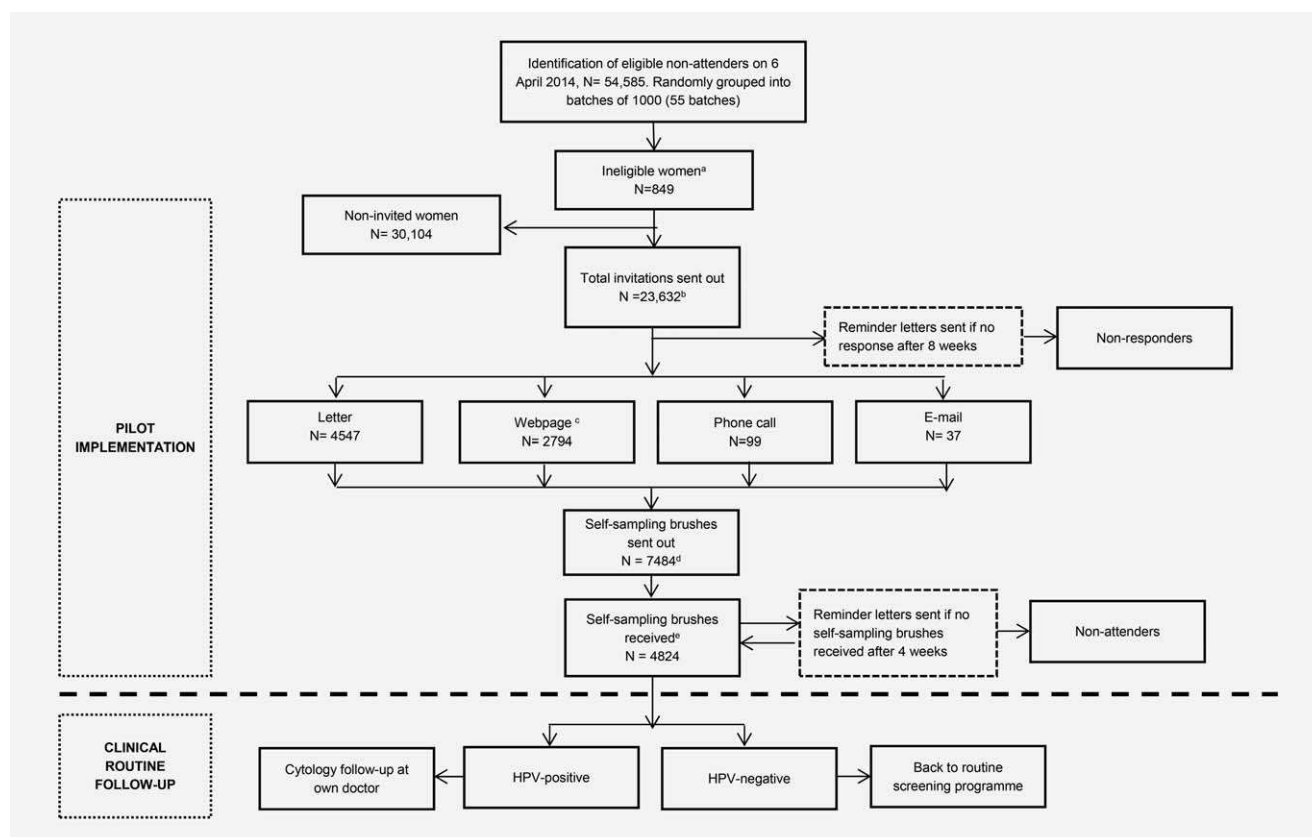 Identification of eligible non-attenders on 6
April 2014, N= 54,585. Randomly grouped into
batches of 1000 (55 batches)
Ineligible womenᵃ
N=849
Non-invited women
N= 30,104
Total invitations sent out
N =23,632ᵇ
Reminder letters sent if no
response after 8 weeks
Non-responders
Letter
N= 4547
Webpage ᶜ
N= 2794
Phone call
N=99
E-mail
N= 37
PILOT
IMPLEMENTATION
Self-sampling brushes
sent out
N = 7484ᵈ
Self-sampling brushes
receivedᵉ
N = 4824
Reminder letters sent if no
self-sampling brushes
received after 4 weeks
Non-attenders
CLINICAL
ROUTINE
FOLLOW-UP
Cytology follow-up at
own doctor
HPV-positive
HPV-negative
Back to routine
screening programme